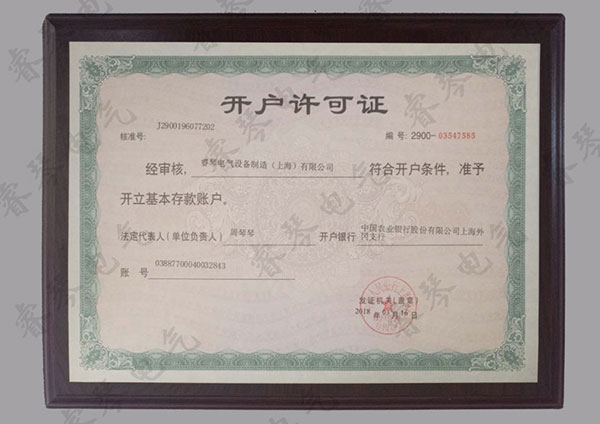 开户许可证
核准号: J2900196077202 编号: 2900-03547585
经审核, 睿琴电气设备制造(上海)有限公司 符合开户条件, 准予
开立基本存款账户。
法定代表人(单位负责人) 周琴琴 开户银行 中国农业银行股份有限公司上海外
冈支行
账号 03887700040032843
发证机关(盖章)
2018 年 01 月 16 日
睿琴电气